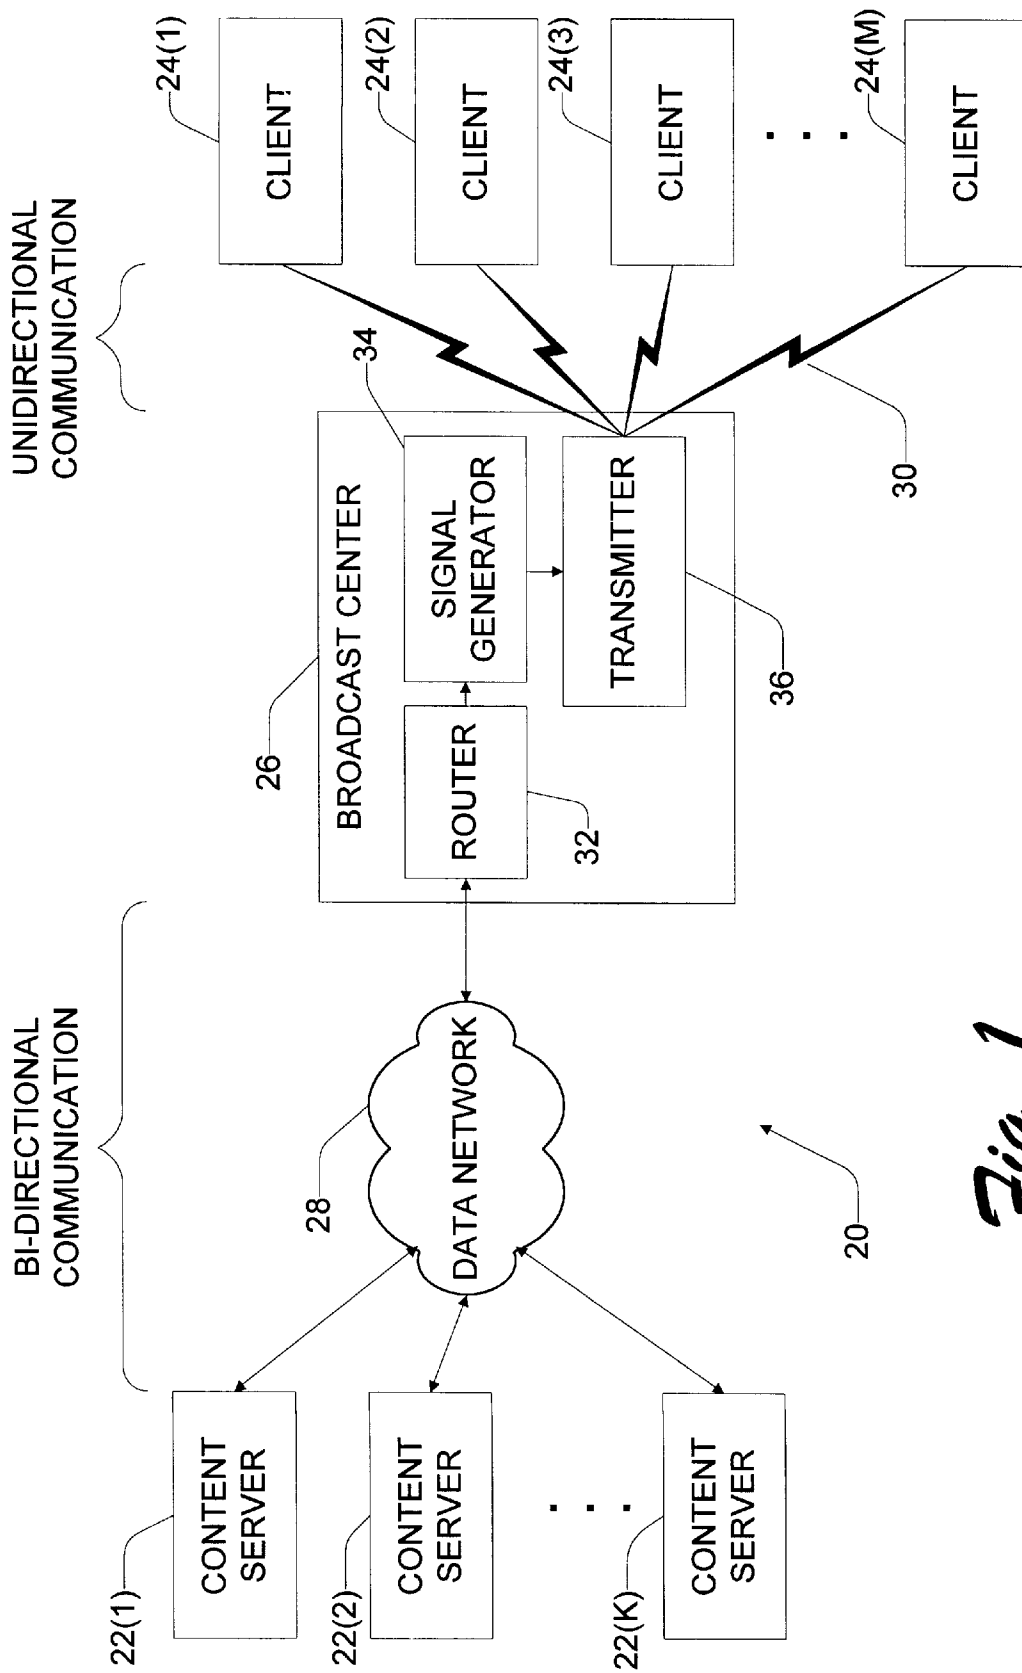 BI-DIRECTIONAL
COMMUNICATION
UNIDIRECTIONAL
COMMUNICATION
22(1)
CONTENT
SERVER
22(2)
CONTENT
SERVER
. . .
22(K)
CONTENT
SERVER
28
DATA NETWORK
26
BROADCAST CENTER
ROUTER
32
34
SIGNAL
GENERATOR
TRANSMITTER
36
30
24(1)
CLIENT
24(2)
CLIENT
24(3)
CLIENT
. . .
24(M)
CLIENT
20
Fig. 1